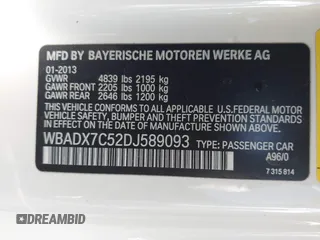 MFD BY BAYERISCHE MOTOREN WERKE AG
01-2013
GVWR 4839 lbs 2195 kg
GAWR FRONT 2205 lbs 1000 kg
GAWR REAR 2646 lbs 1200 kg
THIS VEHICLE CONFORMS TO ALL APPLICABLE
U.S.FEDERAL MOTOR VEHICLE SAFETY,
BUMPER, AND THEFT PREVENTION
STANDARDS IN EFFECT ON THE DATE OF
MANUFACTURE SHOWN ABOVE.
WBADX7C52DJ589093
TYPE: PASSENGER CAR
A96/0
7 315 814
AUTOHELPERBOT.COM